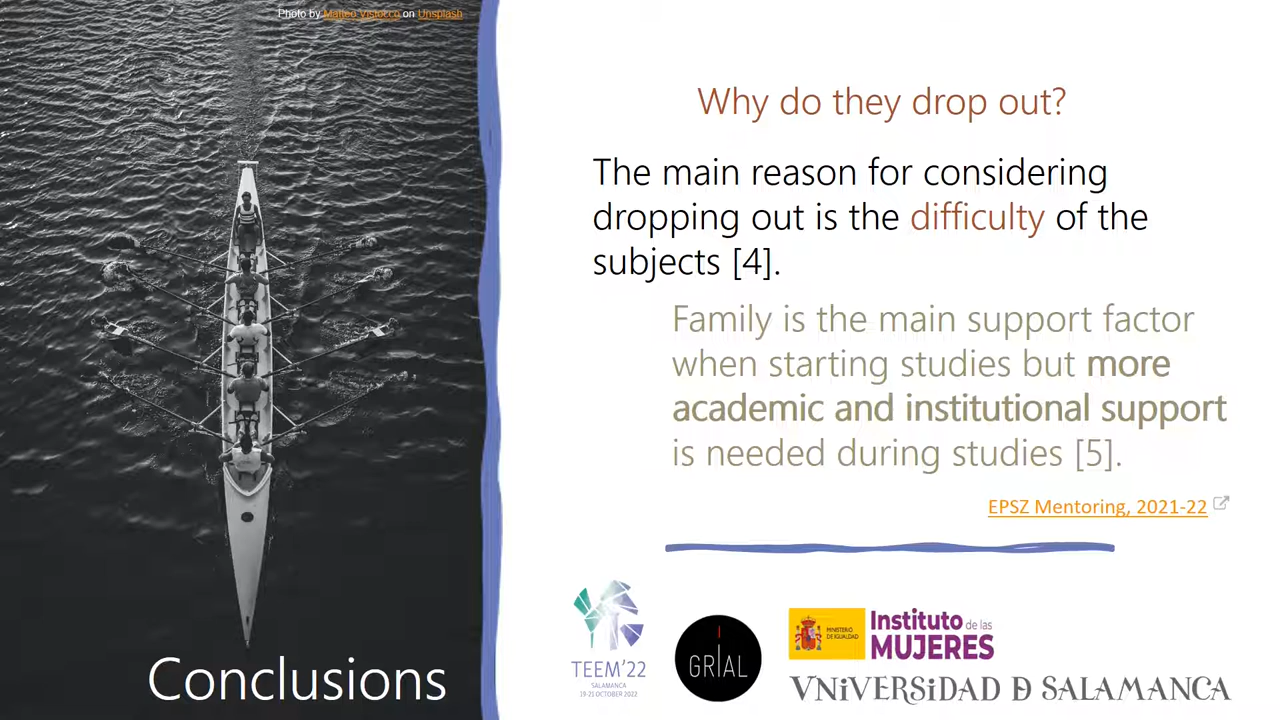 Photo by Matteo Vistocco on Unsplash
Why do they drop out?
The main reason for considering
dropping out is the difficulty of the
subjects [4].
Family is the main support factor
when starting studies but more
academic and institutional support
is needed during studies [5].
EPSZ Mentoring, 2021-22
Conclusions
TEEM'22
SALAMANCA
19-21 OCTOBER 2022
GRIAL
MINISTERIO
DE IGUALDAD
Instituto de las
MUJERES
VNiVERSiDAD Ð SALAMANCA